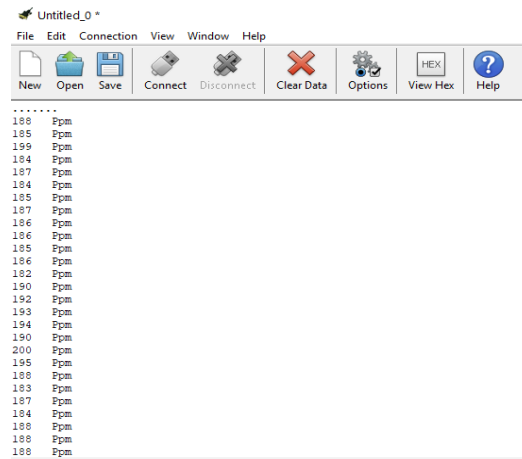 Untitled_0 *
File Edit Connection View Window Help
New Open Save Connect Disconnect Clear Data Options HEX View Hex ? Help
.......
188 Ppm
185 Ppm
199 Ppm
184 Ppm
187 Ppm
184 Ppm
185 Ppm
187 Ppm
186 Ppm
186 Ppm
185 Ppm
186 Ppm
182 Ppm
190 Ppm
192 Ppm
193 Ppm
194 Ppm
190 Ppm
200 Ppm
195 Ppm
188 Ppm
183 Ppm
187 Ppm
184 Ppm
188 Ppm
188 Ppm
188 Ppm